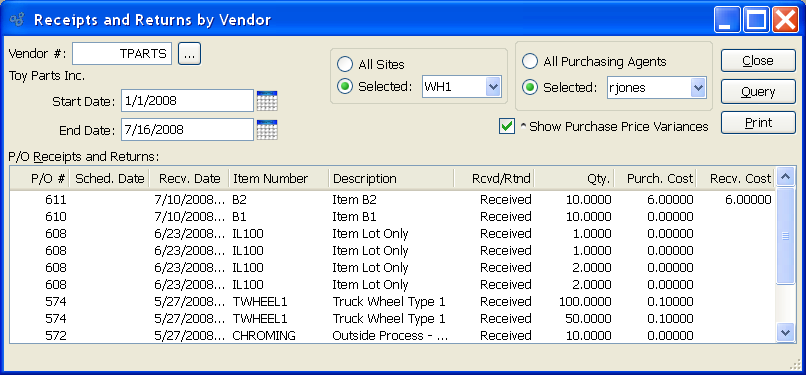 Receipts and Returns by Vendor
Vendor #: TPARTS ...
Toy Parts Inc.
Start Date: 1/1/2008
End Date: 7/16/2008
All Sites
Selected: WH1
All Purchasing Agents
Selected: rjones
^ Show Purchase Price Variances
Close
Query
Print
P/O Receipts and Returns:
P/O # Sched. Date Recv. Date Item Number Description Rcvd/Rtnd Qty. Purch. Cost Recv. Cost
611 7/10/2008... B2 Item B2 Received 10.0000 6.00000 6.00000
610 7/10/2008... B1 Item B1 Received 10.0000 0.00000
608 6/23/2008... IL100 Item Lot Only Received 1.0000 0.00000
608 6/23/2008... IL100 Item Lot Only Received 1.0000 0.00000
608 6/23/2008... IL100 Item Lot Only Received 2.0000 0.00000
608 6/23/2008... IL100 Item Lot Only Received 2.0000 0.00000
574 5/27/2008... TWHEEL1 Truck Wheel Type 1 Received 100.0000 0.10000
574 5/27/2008... TWHEEL1 Truck Wheel Type 1 Received 50.0000 0.10000
572 5/27/2008... CHROMING Outside Process - ... Received 10.0000 0.00000